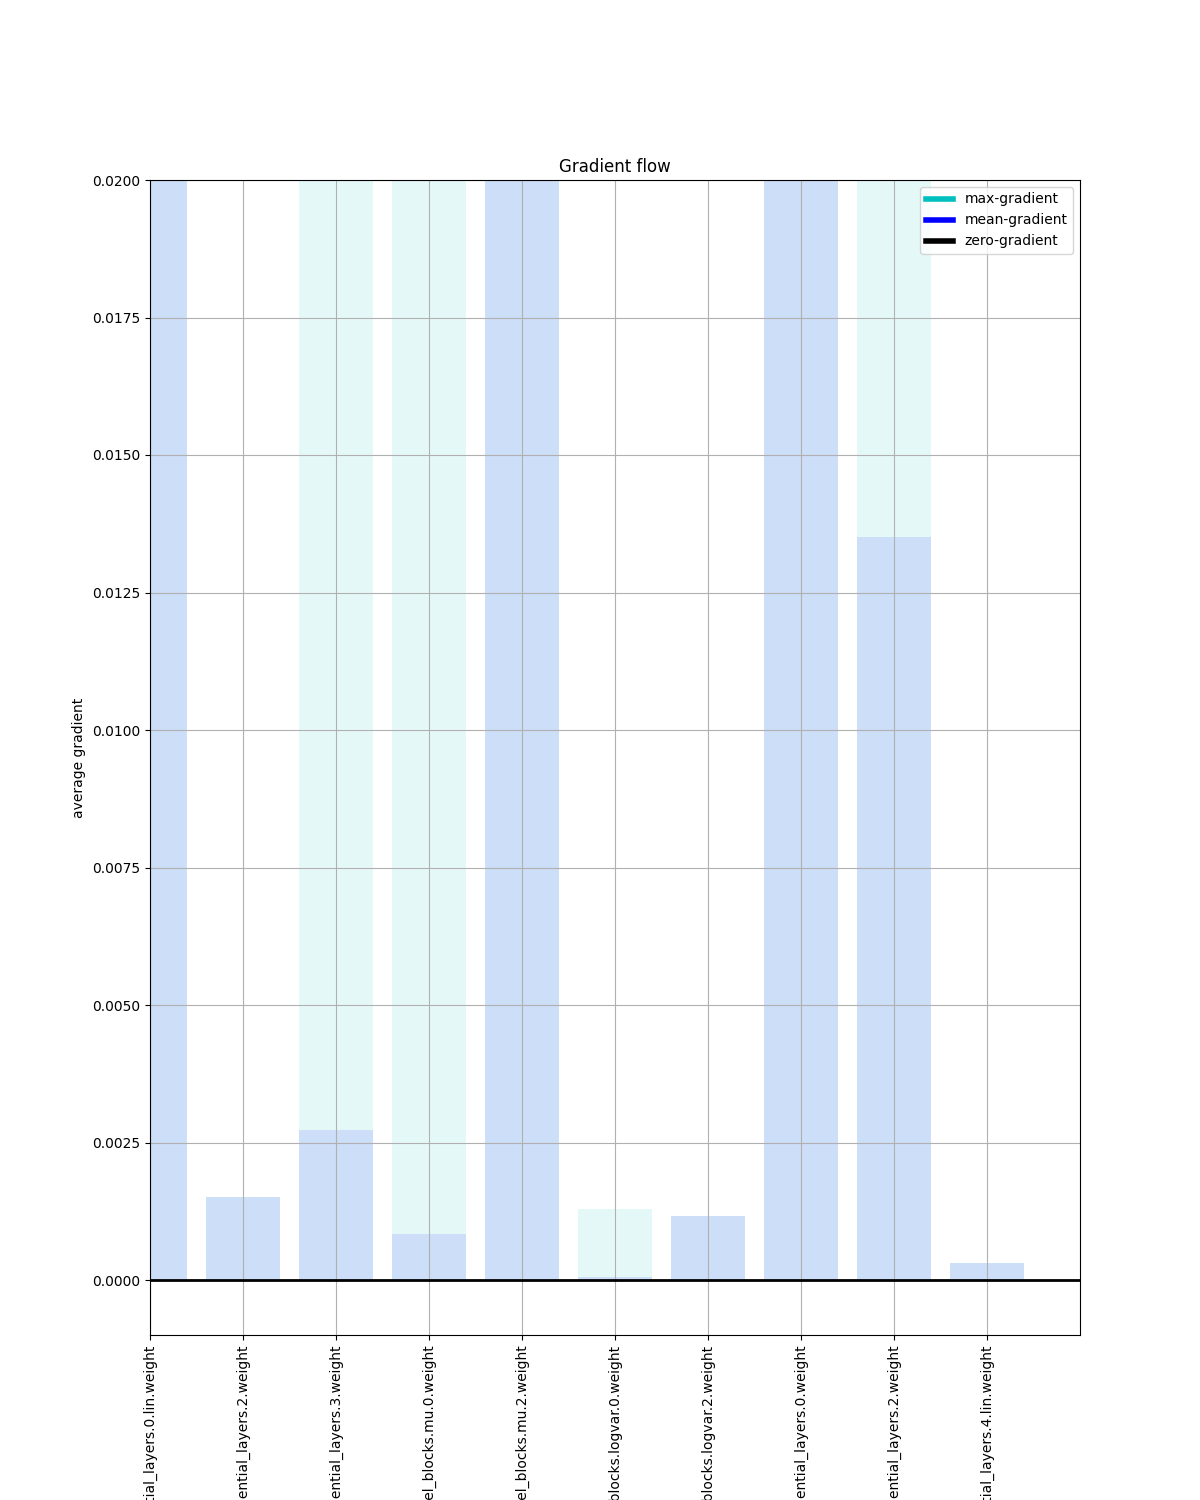 Gradient flow
max-gradient
mean-gradient
zero-gradient
0.0200
0.0175
0.0150
0.0125
0.0100
0.0075
0.0050
0.0025
0.0000
average gradient
tial_layers.0.lin.weight
ential_layers.2.weight
ential_layers.3.weight
el_blocks.mu.0.weight
el_blocks.mu.2.weight
blocks.logvar.0.weight
blocks.logvar.2.weight
ential_layers.0.weight
ential_layers.2.weight
tial_layers.4.lin.weight